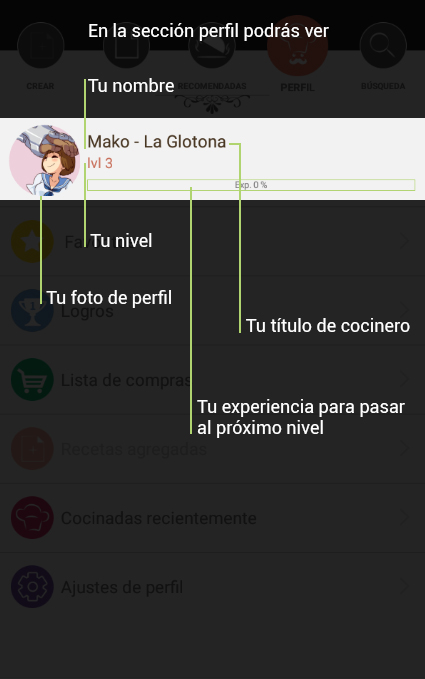 En la sección perfil podrás ver
CREAR
RECOMENDADAS
PERFIL
BÚSQUEDA
Tu nombre
Mako - La Glotona
lvl 3
Exp. 0 %
Tu nivel
Tu foto de perfil
Logros
Tu título de cocinero
Lista de compras
Tu experiencia para pasar
al próximo nivel
Recetas agregadas
Cocinadas recientemente
Ajustes de perfil